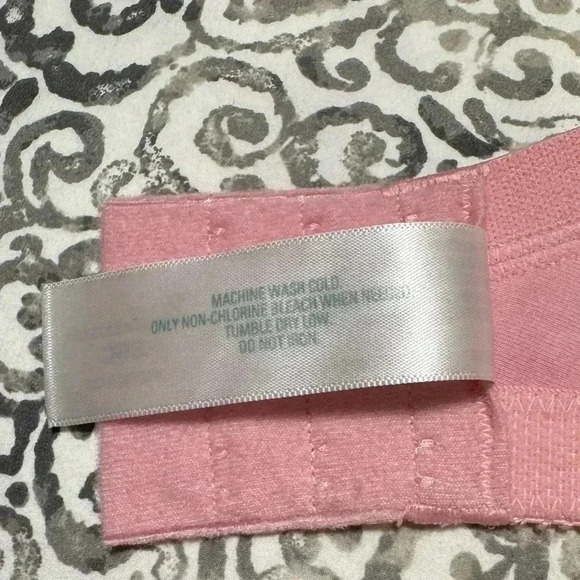 MACHINE WASH COLD.
ONLY NON-CHLORINE BLEACH WHEN NEEDED.
TUMBLE DRY LOW.
DO NOT IRON.